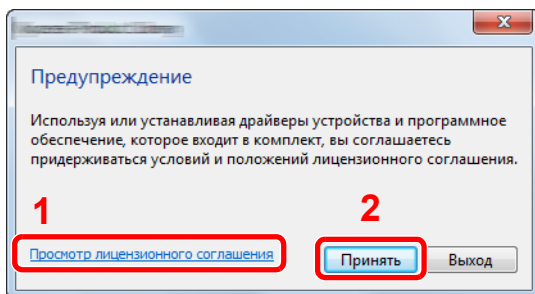 Предупреждение
Используя или устанавливая драйверы устройства и программное
обеспечение, которое входит в комплект, вы соглашаетесь
придерживаться условий и положений лицензионного соглашения.
1
2
Просмотр лицензионного соглашения
Принять
Выход